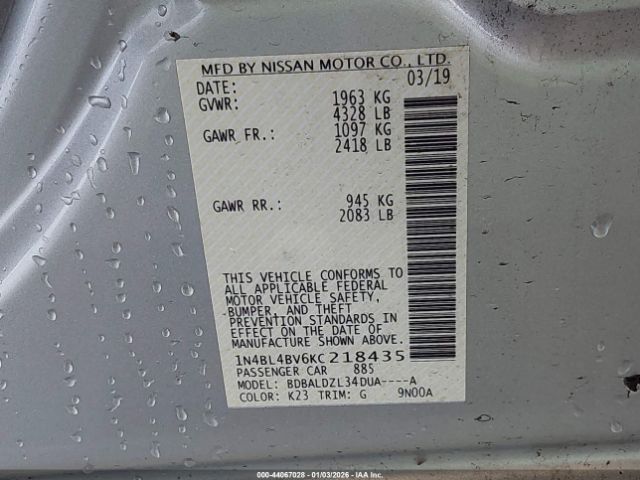 MFD BY NISSAN MOTOR CO., LTD.
DATE: 03/19
GVWR: 1963 KG
4328 LB
GAWR FR.: 1097 KG
2418 LB
GAWR RR.: 945 KG
2083 LB
THIS VEHICLE CONFORMS TO
ALL APPLICABLE FEDERAL
MOTOR VEHICLE SAFETY,
BUMPER, AND THEFT
PREVENTION STANDARDS IN
EFFECT ON THE DATE OF
MANUFACTURE SHOWN ABOVE.
1N4BL4BV6KC218435
PASSENGER CAR 885
MODEL: BDBALDZL34DUA----A
COLOR: K23 TRIM: G 9N00A
000-44067028 - 01/03/2026 - IAAI.COM